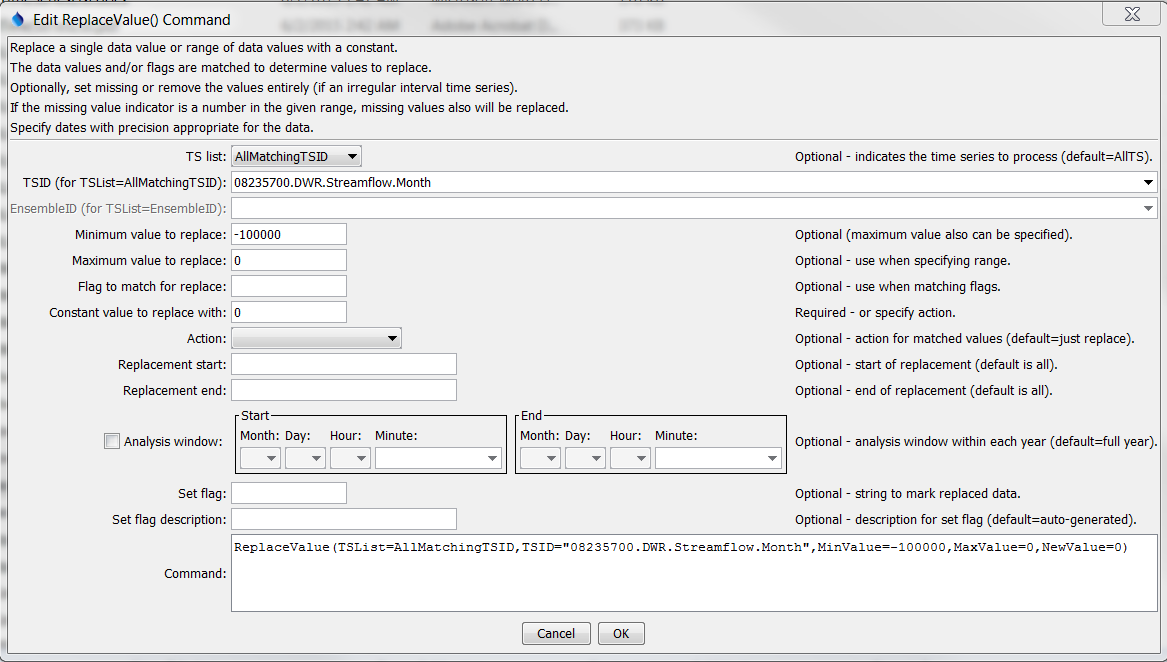 Edit ReplaceValue() Command
Replace a single data value or range of data values with a constant.
The data values and/or flags are matched to determine values to replace.
Optionally, set missing or remove the values entirely (if an irregular interval time series).
If the missing value indicator is a number in the given range, missing values also will be replaced.
Specify dates with precision appropriate for the data.
TS list: AllMatchingTSID Optional - indicates the time series to process (default=AllTS).
TSID (for TSList=AllMatchingTSID): 08235700.DWR.Streamflow.Month
EnsembleID (for TSList=EnsembleID):
Minimum value to replace: -100000 Optional (maximum value also can be specified).
Maximum value to replace: 0 Optional - use when specifying range.
Flag to match for replace: Optional - use when matching flags.
Constant value to replace with: 0 Required - or specify action.
Action: Optional - action for matched values (default=just replace).
Replacement start: Optional - start of replacement (default is all).
Replacement end: Optional - end of replacement (default is all).
Start End
Month: Day: Hour: Minute: Month: Day: Hour: Minute:
Analysis window: Optional - analysis window within each year (default=full year).
Set flag: Optional - string to mark replaced data.
Set flag description: Optional - description for set flag (default=auto-generated).
ReplaceValue(TSList=AllMatchingTSID,TSID="08235700.DWR.Streamflow.Month",MinValue=-100000,MaxValue=0,NewValue=0)
Command:
Cancel OK